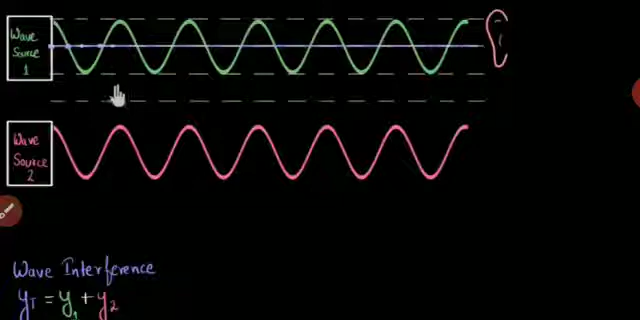 Wave
Source
1
Wave
Source
2
Wave Interference
yT = y1 + y2